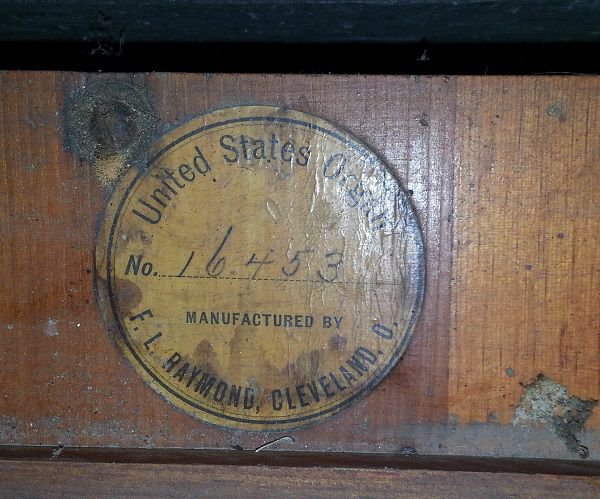 United States Organ
No. 16453
MANUFACTURED BY
F. L. RAYMOND, CLEVELAND, O.